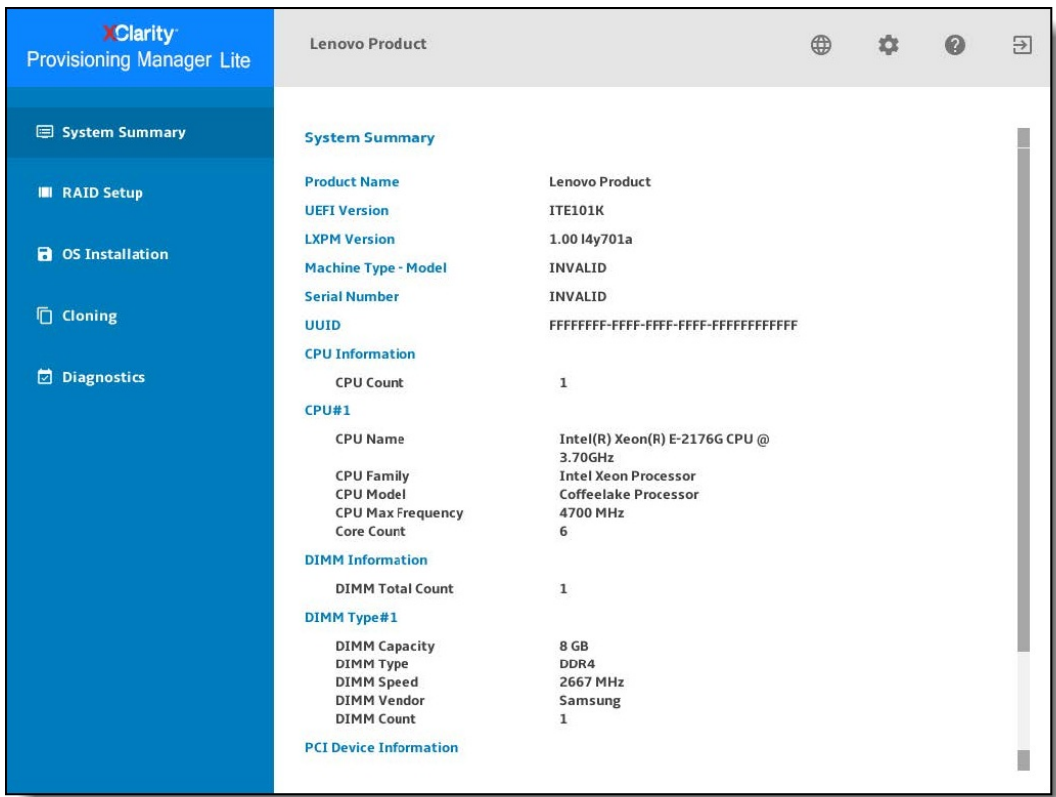 XClarity
Provisioning Manager Lite
Lenovo Product
System Summary
RAID Setup
OS Installation
Cloning
Diagnostics
System Summary
Product Name Lenovo Product
UEFI Version ITE101K
LXPM Version 1.00 l4y701a
Machine Type - Model INVALID
Serial Number INVALID
UUID FFFFFFFF-FFFF-FFFF-FFFF-FFFFFFFFFFFF
CPU Information
CPU Count 1
CPU#1
CPU Name Intel(R) Xeon(R) E-2176G CPU @
3.70GHz
CPU Family Intel Xeon Processor
CPU Model Coffeelake Processor
CPU Max Frequency 4700 MHz
Core Count 6
DIMM Information
DIMM Total Count 1
DIMM Type#1
DIMM Capacity 8 GB
DIMM Type DDR4
DIMM Speed 2667 MHz
DIMM Vendor Samsung
DIMM Count 1
PCI Device Information